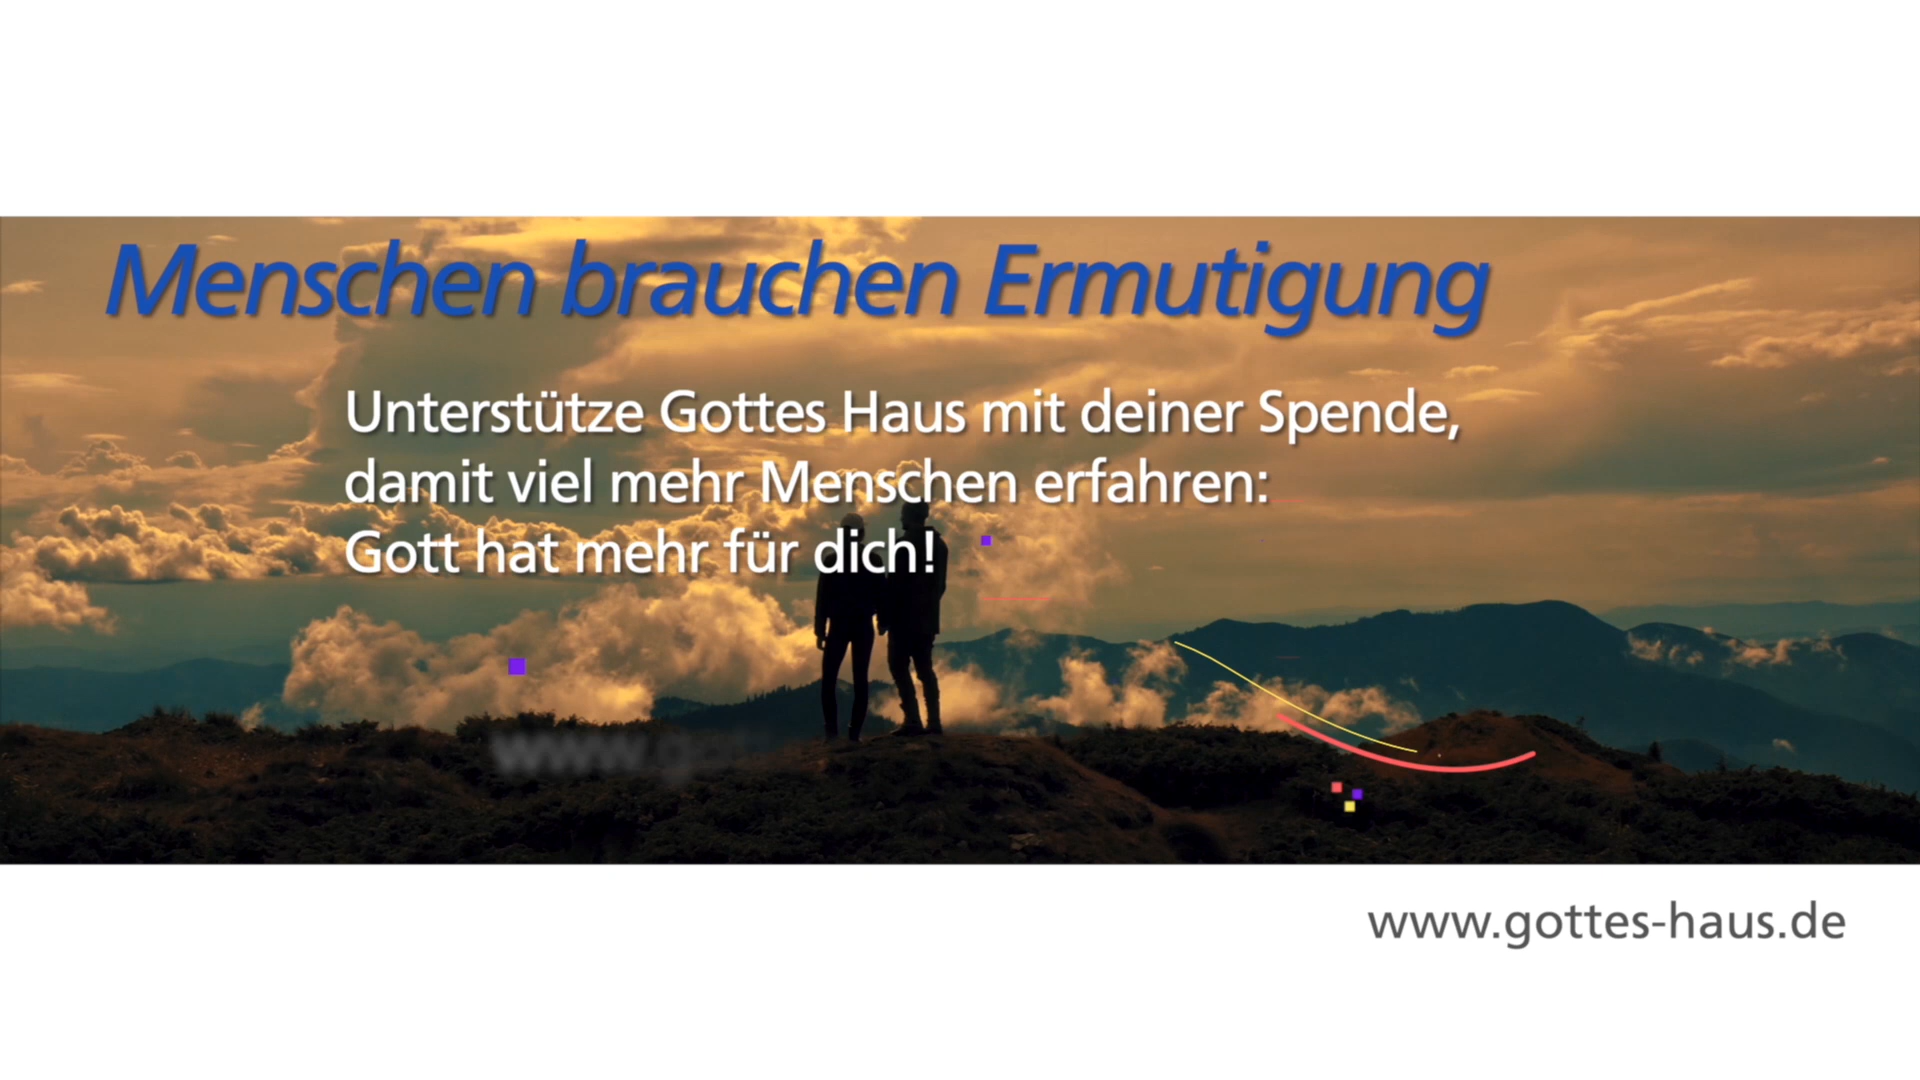 Menschen brauchen Ermutigung
Unterstütze Gottes Haus mit deiner Spende,
damit viel mehr Menschen erfahren:
Gott hat mehr für dich!
www.gottes-haus.de